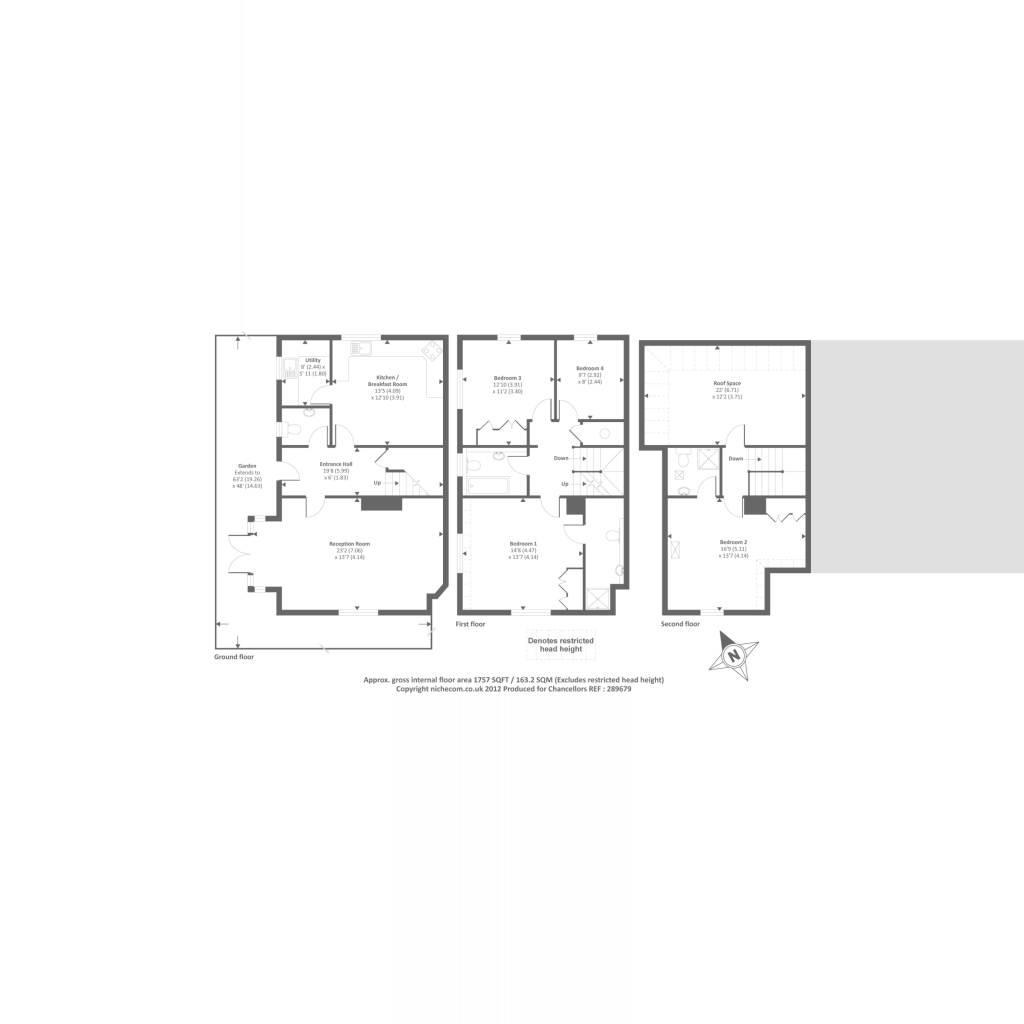 Utility
8' (2.44) x
5' 11 (1.80)
Kitchen /
Breakfast Room
13'5 (4.09)
x 12'10 (3.91)
Garden
Extends to
63'2 (19.26)
x 48' (14.63)
Entrance Hall
19'8 (5.99)
x 6' (1.83)
Up
Reception Room
23'2 (7.06)
x 13'7 (4.14)
Ground floor
Bedroom 3
12'10 (3.91)
x 11'2 (3.40)
Bedroom 4
9'7 (2.92)
x 8' (2.44)
Down
Up
Bedroom 1
14'8 (4.47)
x 13'7 (4.14)
First floor
Denotes restricted
head height
Roof Space
22' (6.71)
x 12'2 (3.71)
Down
Bedroom 2
16'9 (5.11)
x 13'7 (4.14)
Second floor
N
Approx. gross internal floor area 1757 SQFT / 163.2 SQM (Excludes restricted head height)
Copyright nichecom.co.uk 2012 Produced for Chancellors REF : 289679